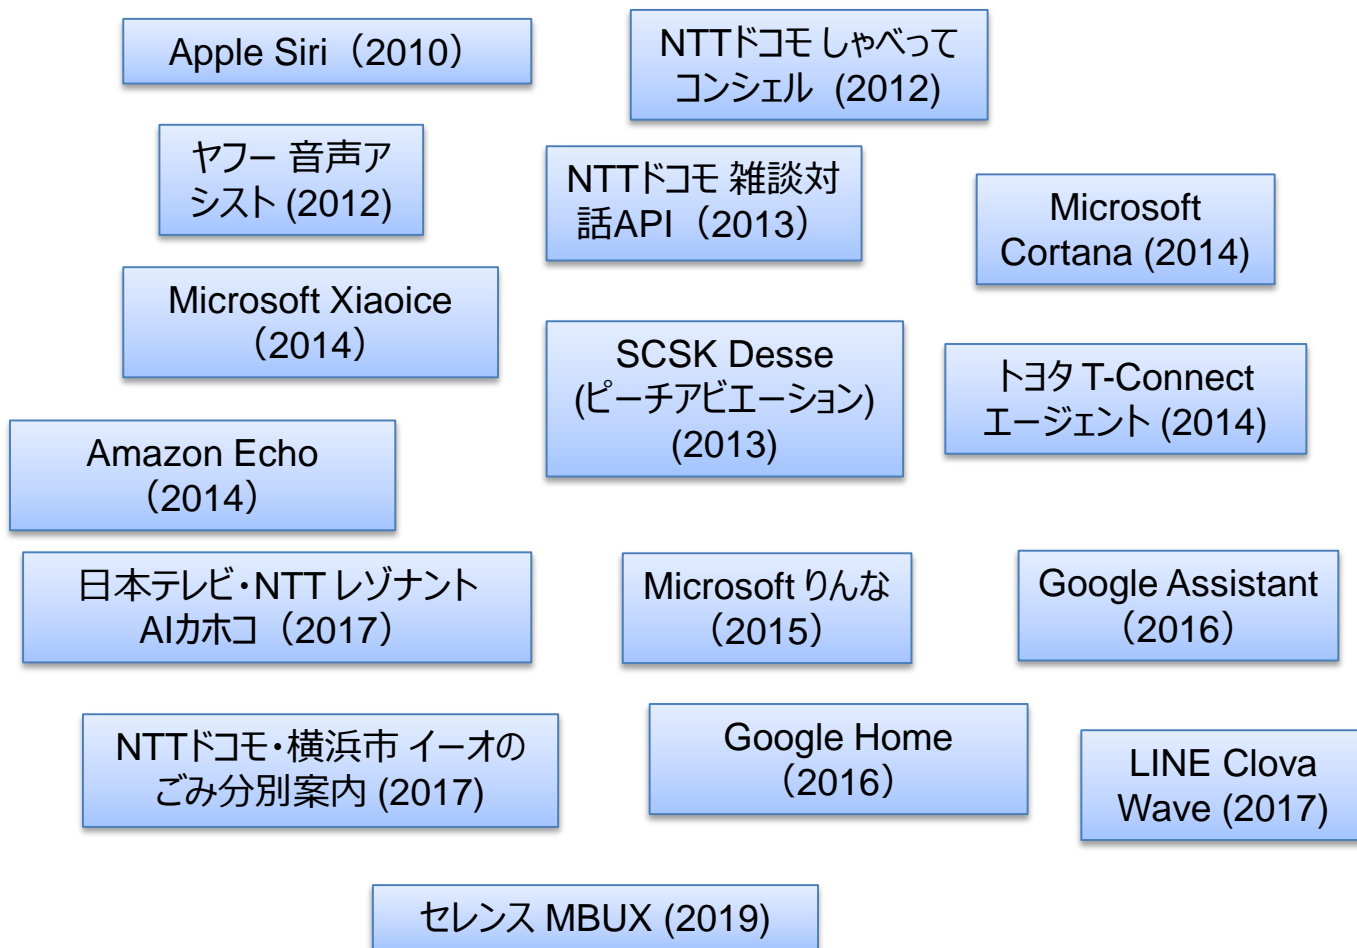 Apple Siri（2010）
NTTドコモ しゃべって
コンシェル (2012)
ヤフー 音声ア
シスト (2012)
NTTドコモ 雑談対
話API（2013）
Microsoft
Cortana (2014)
Microsoft Xiaoice
（2014）
SCSK Desse
(ピーチアビエーション)
(2013)
トヨタ T-Connect
エージェント (2014)
Amazon Echo
（2014）
日本テレビ・NTT レゾナント
AIカホコ（2017）
Microsoft りんな
（2015）
Google Assistant
（2016）
NTTドコモ・横浜市 イーオの
ごみ分別案内 (2017)
Google Home
（2016）
LINE Clova
Wave (2017)
セレンス MBUX (2019)